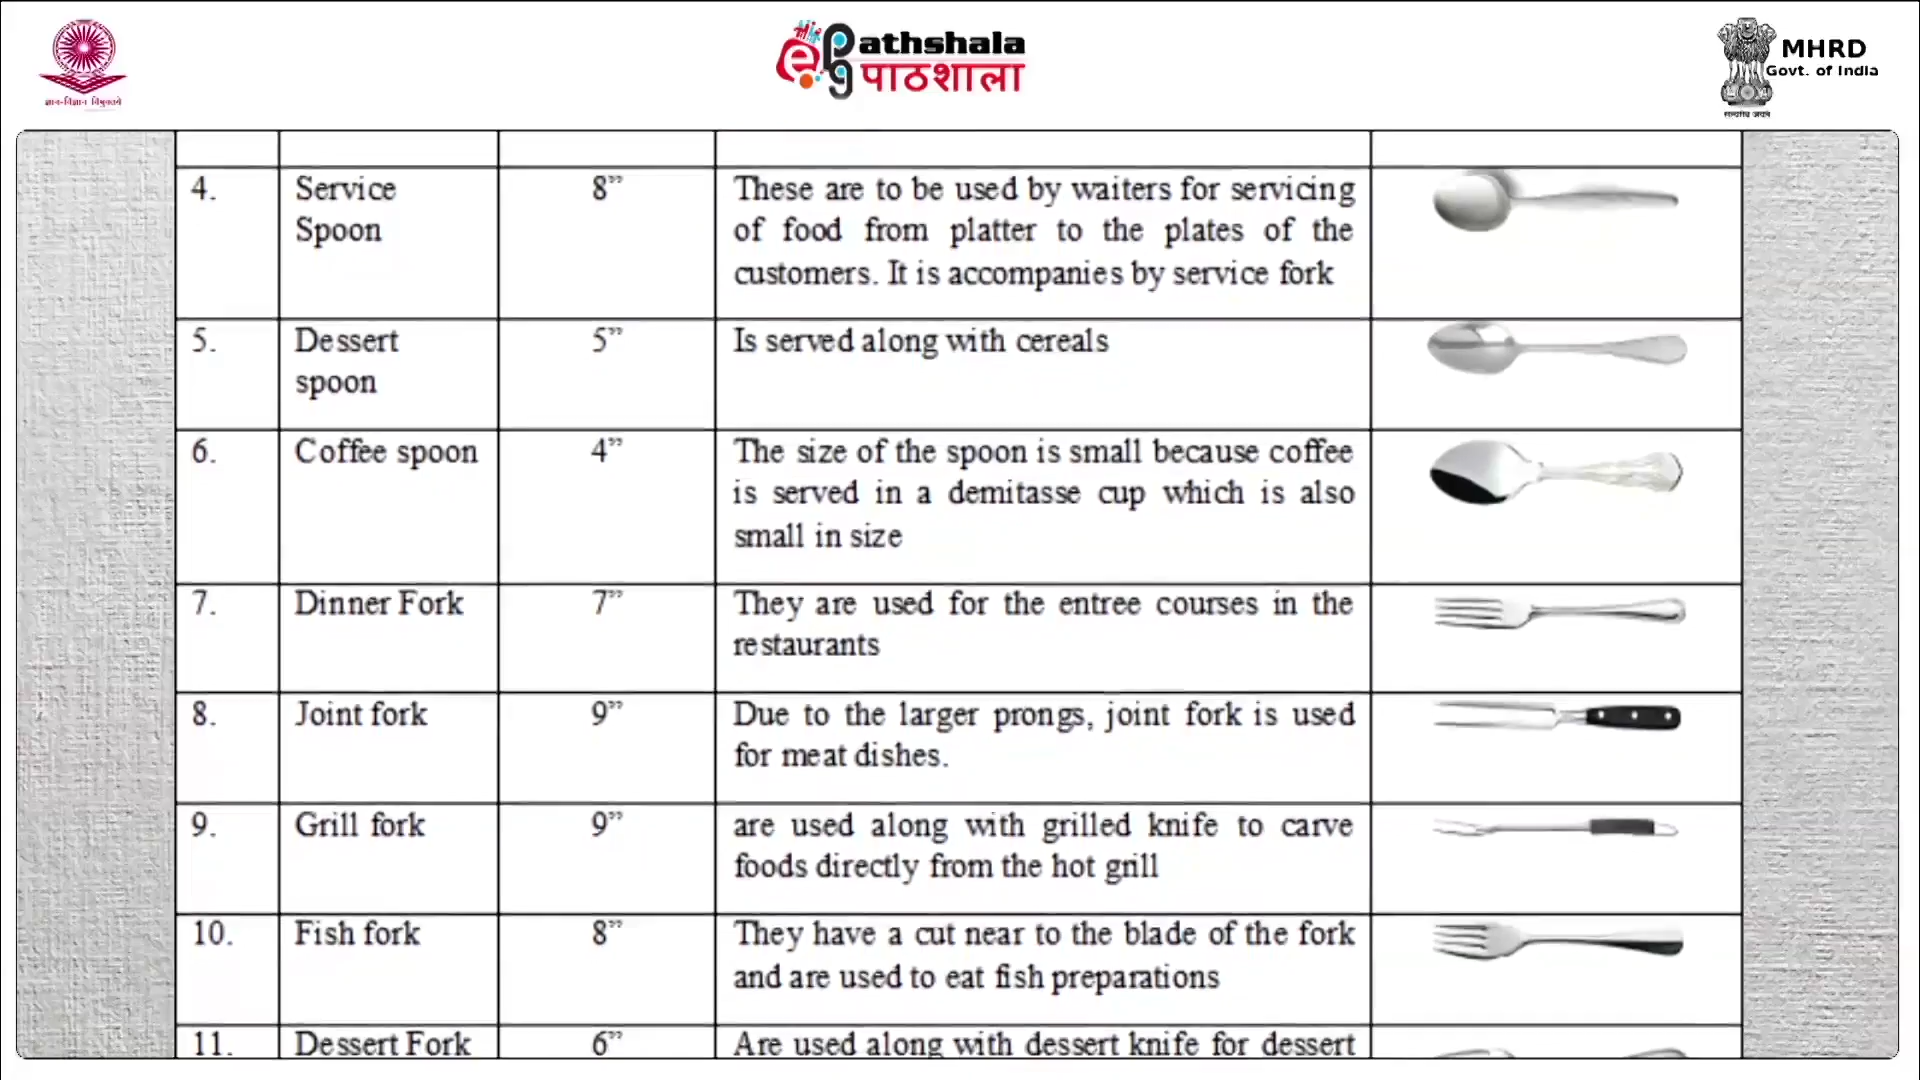 ज्ञान-विज्ञान विमुक्तये
e pg athshala
पाठशाला
MHRD
Govt. of India
सत्यमेव जयते
4. Service Spoon 8” These are to be used by waiters for servicing
of food from platter to the plates of the
customers. It is accompanies by service fork
5. Dessert spoon 5” Is served along with cereals
6. Coffee spoon 4” The size of the spoon is small because coffee
is served in a demitasse cup which is also
small in size
7. Dinner Fork 7” They are used for the entree courses in the
restaurants
8. Joint fork 9” Due to the larger prongs, joint fork is used
for meat dishes.
9. Grill fork 9” are used along with grilled knife to carve
foods directly from the hot grill
10. Fish fork 8” They have a cut near to the blade of the fork
and are used to eat fish preparations
11. Dessert Fork 6” Are used along with dessert knife for dessert